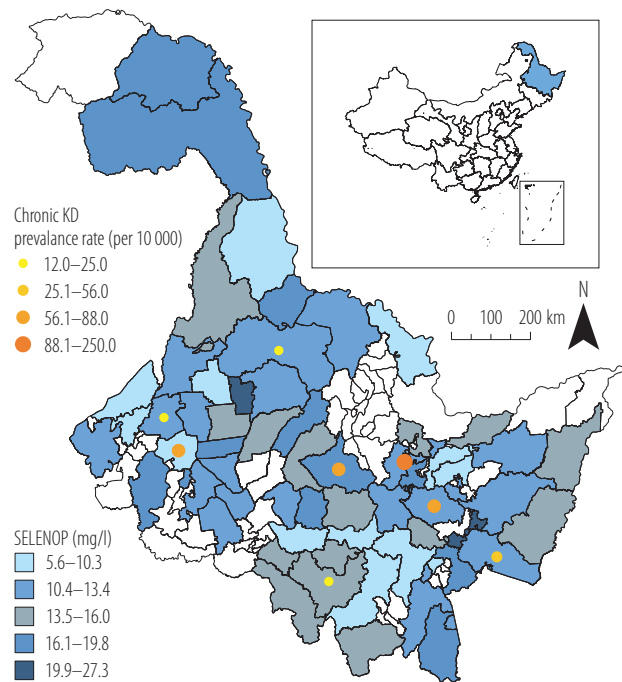 Chronic KD
prevalance rate (per 10 000)
12.0–25.0
25.1–56.0
56.1–88.0
88.1–250.0
N
0 100 200 km
SELENOP (mg/l)
5.6–10.3
10.4–13.4
13.5–16.0
16.1–19.8
19.9–27.3